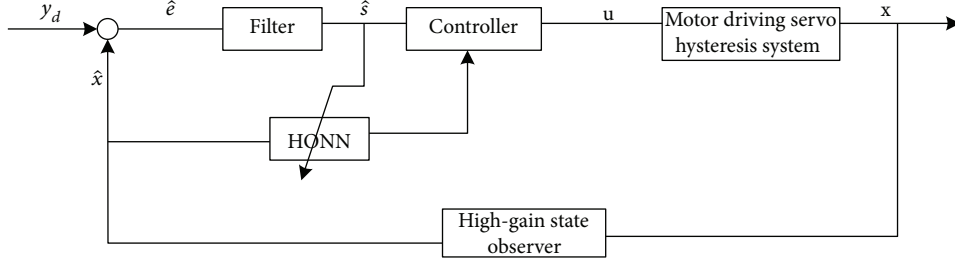 y_d
ê
Filter
ŝ
Controller
u
Motor driving servo
hysteresis system
x
x̂
HONN
High-gain state
observer